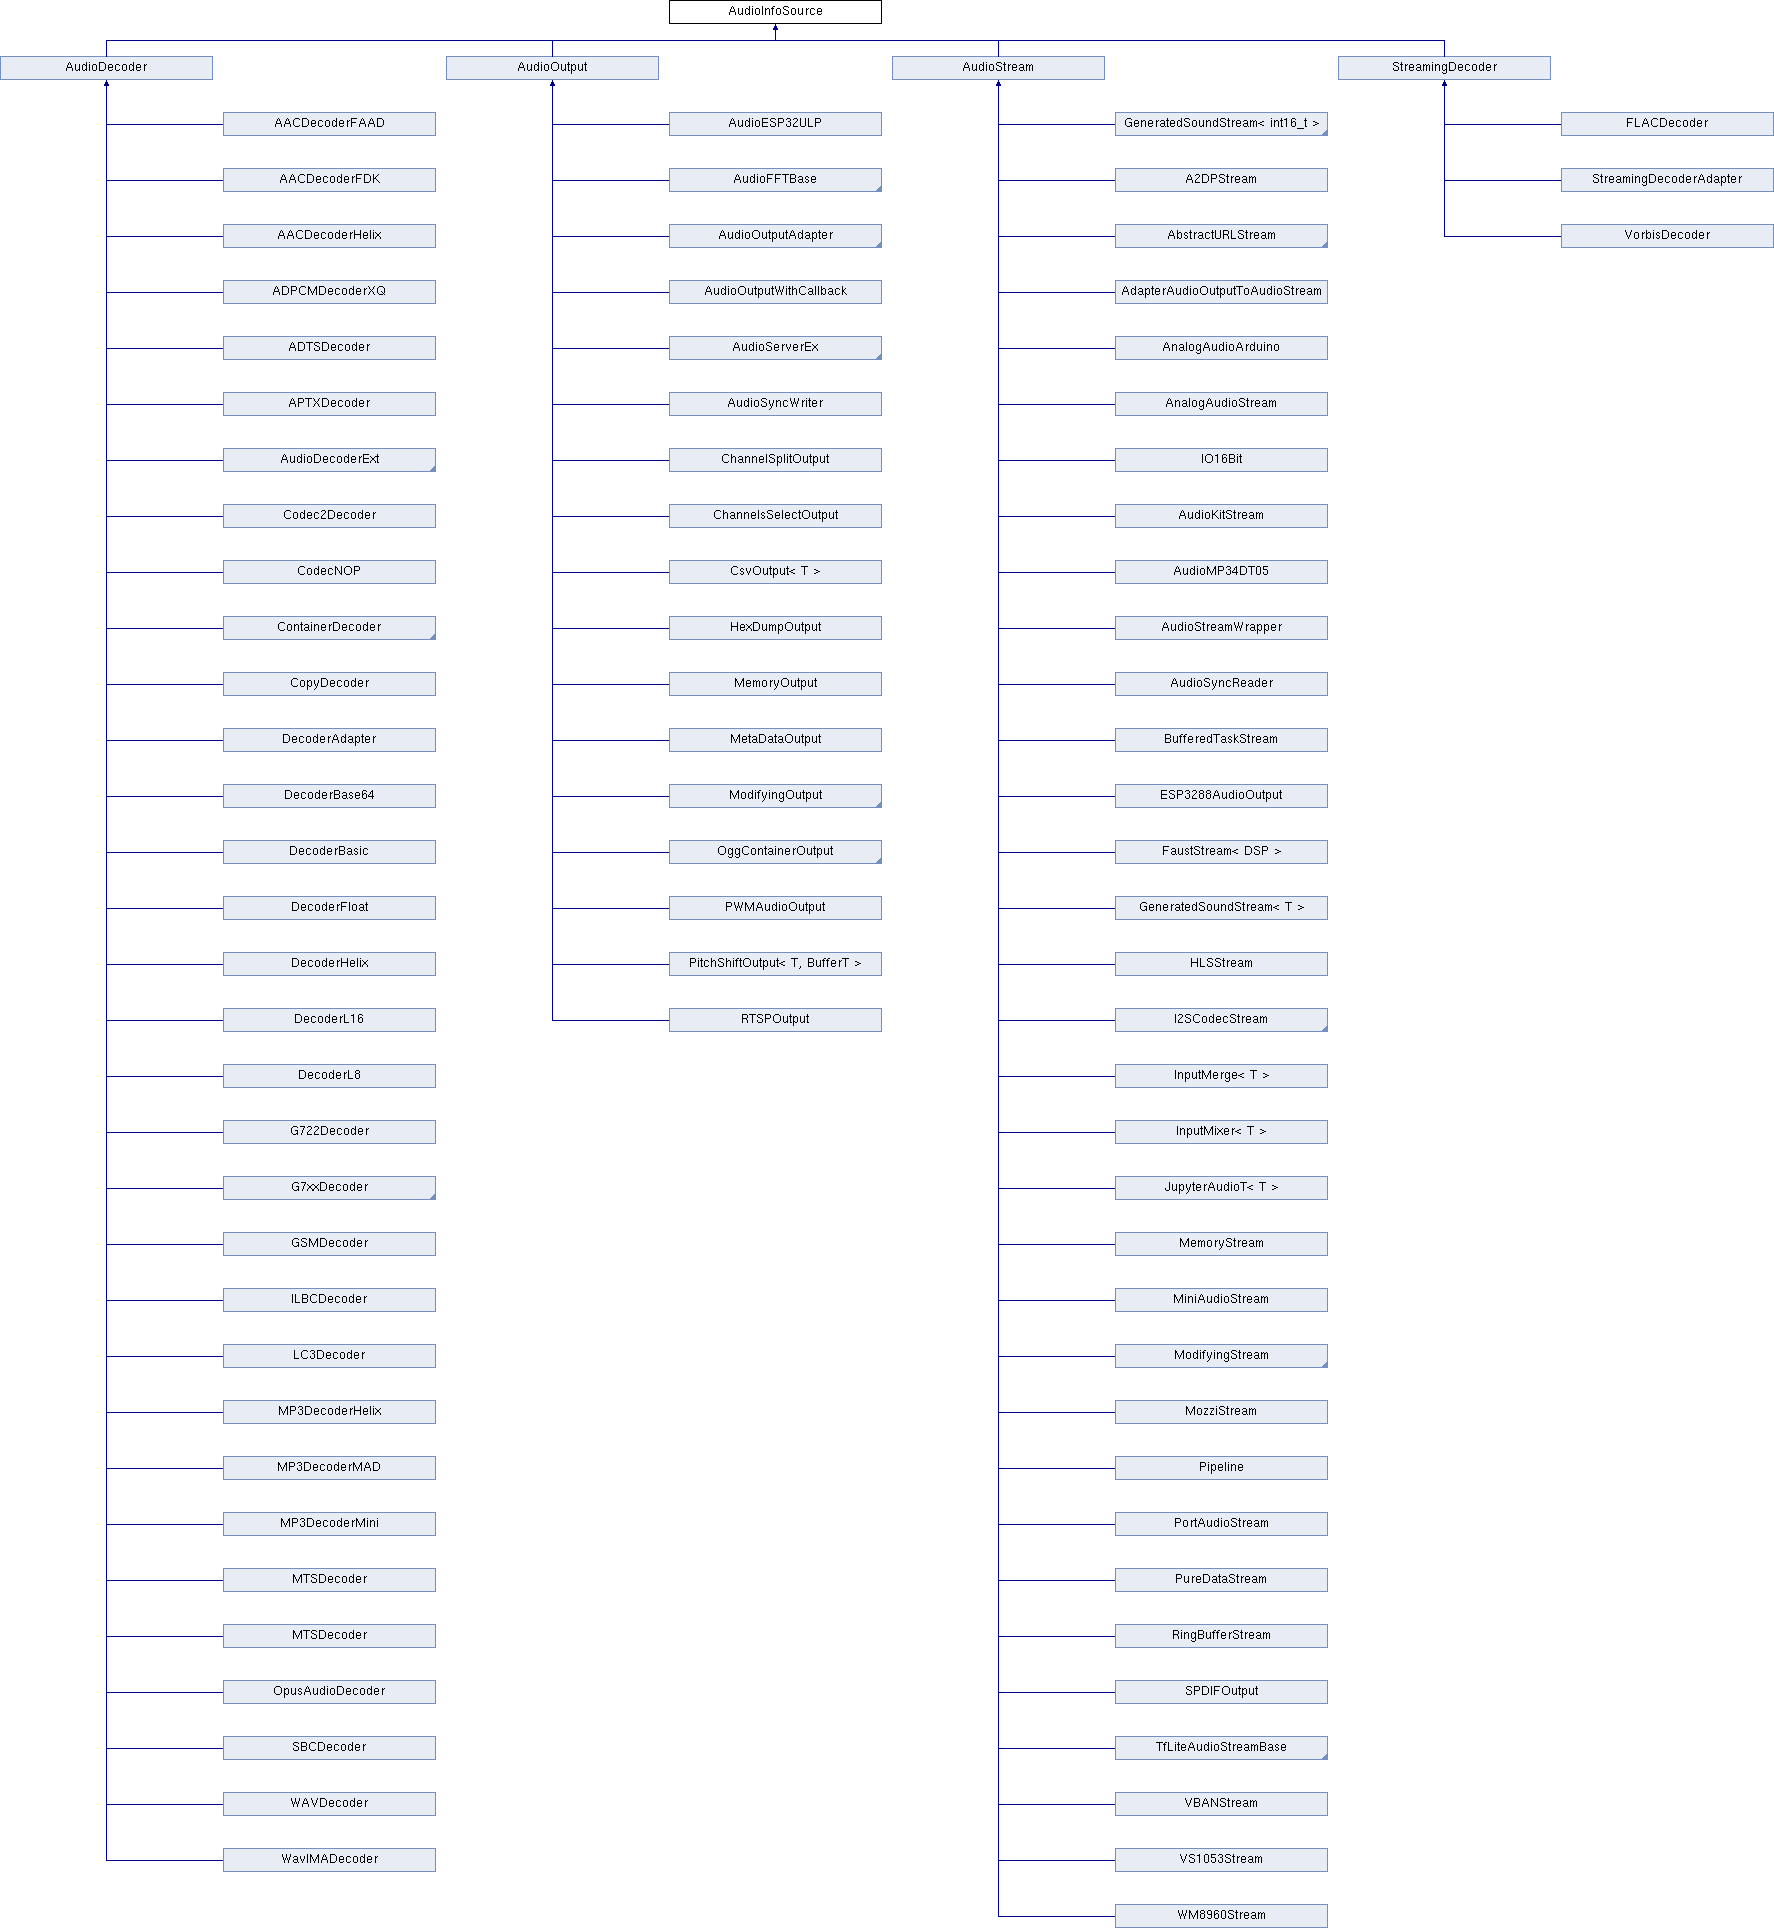 AudioInfoSource
AudioDecoder
AudioOutput
AudioStream
StreamingDecoder
AACDecoderFAAD
AudioESP32ULP
GeneratedSoundStream< int16_t >
FLACDecoder
AACDecoderFDK
AudioFFTBase
A2DPStream
StreamingDecoderAdapter
AACDecoderHelix
AudioOutputAdapter
AbstractURLStream
VorbisDecoder
ADPCMDecoderXQ
AudioOutputWithCallback
AdapterAudioOutputToAudioStream
ADTSDecoder
AudioServerEx
AnalogAudioArduino
APTXDecoder
AudioSyncWriter
AnalogAudioStream
AudioDecoderExt
ChannelSplitOutput
IO16Bit
Codec2Decoder
ChannelsSelectOutput
AudioKitStream
CodecNOP
CsvOutput< T >
AudioMP34DT05
ContainerDecoder
HexDumpOutput
AudioStreamWrapper
CopyDecoder
MemoryOutput
AudioSyncReader
DecoderAdapter
MetaDataOutput
BufferedTaskStream
DecoderBase64
ModifyingOutput
ESP3288AudioOutput
DecoderBasic
OggContainerOutput
FaustStream< DSP >
DecoderFloat
PWMAudioOutput
GeneratedSoundStream< T >
DecoderHelix
PitchShiftOutput< T, BufferT >
HLSStream
DecoderL16
RTSPOutput
I2SCodecStream
DecoderL8
InputMerge< T >
G722Decoder
InputMixer< T >
G7xxDecoder
JupyterAudioT< T >
GSMDecoder
MemoryStream
ILBCDecoder
MiniAudioStream
LC3Decoder
ModifyingStream
MP3DecoderHelix
MozziStream
MP3DecoderMAD
Pipeline
MP3DecoderMini
PortAudioStream
MTSDecoder
PureDataStream
MTSDecoder
RingBufferStream
OpusAudioDecoder
SPDIFOutput
SBCDecoder
TfLiteAudioStreamBase
WAVDecoder
VBANStream
WavIMADecoder
VS1053Stream
WM8960Stream